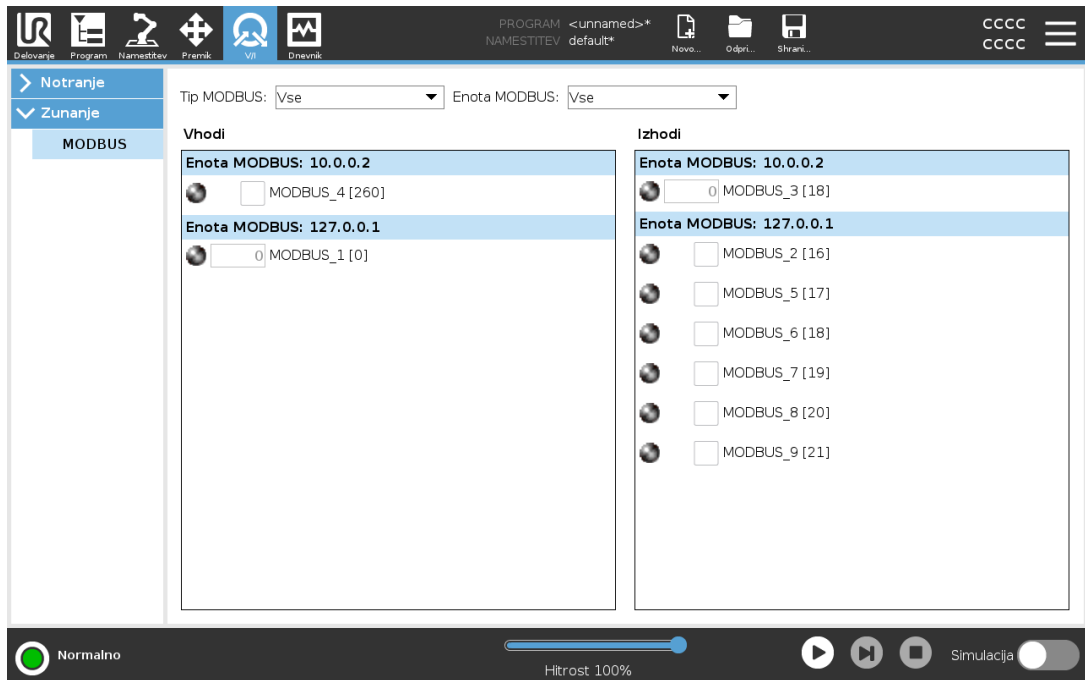 PROGRAM <unnamed>*
NAMESTITEV default*
Delovanje Program Namestitev Premik V/I Dnevnik
Novo... Odpri... Shrani...
CCCC
CCCC
Notranje
Zunanje
MODBUS
Tip MODBUS: Vse Enota MODBUS: Vse
Vhodi
Enota MODBUS: 10.0.0.2
MODBUS_4 [260]
Enota MODBUS: 127.0.0.1
0 MODBUS_1 [0]
Izhodi
Enota MODBUS: 10.0.0.2
0 MODBUS_3 [18]
Enota MODBUS: 127.0.0.1
MODBUS_2 [16]
MODBUS_5 [17]
MODBUS_6 [18]
MODBUS_7 [19]
MODBUS_8 [20]
MODBUS_9 [21]
Normalno
Hitrost 100%
Simulacija